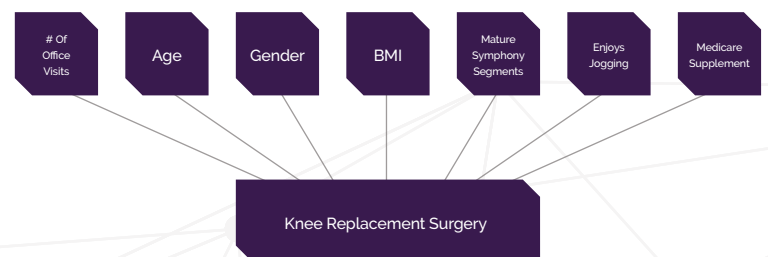 # Of
Office
Visits
Age
Gender
BMI
Mature
Symphony
Segments
Enjoys
Jogging
Medicare
Supplement
Knee Replacement Surgery